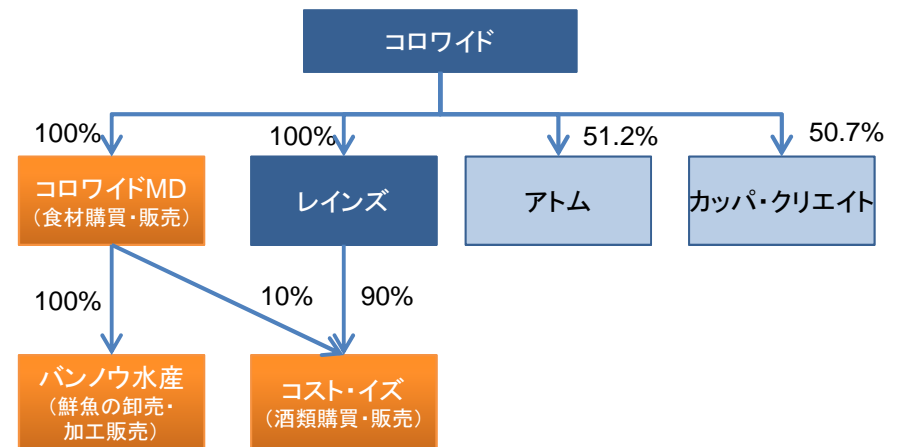 コロワイド
100%
100%
51.2%
50.7%
コロワイドMD
(食材購買・販売)
レインズ
アトム
カッパ・クリエイト
100%
10%
90%
バンノウ水産
(鮮魚の卸売・
加工販売)
コスト・イズ
(酒類購買・販売)